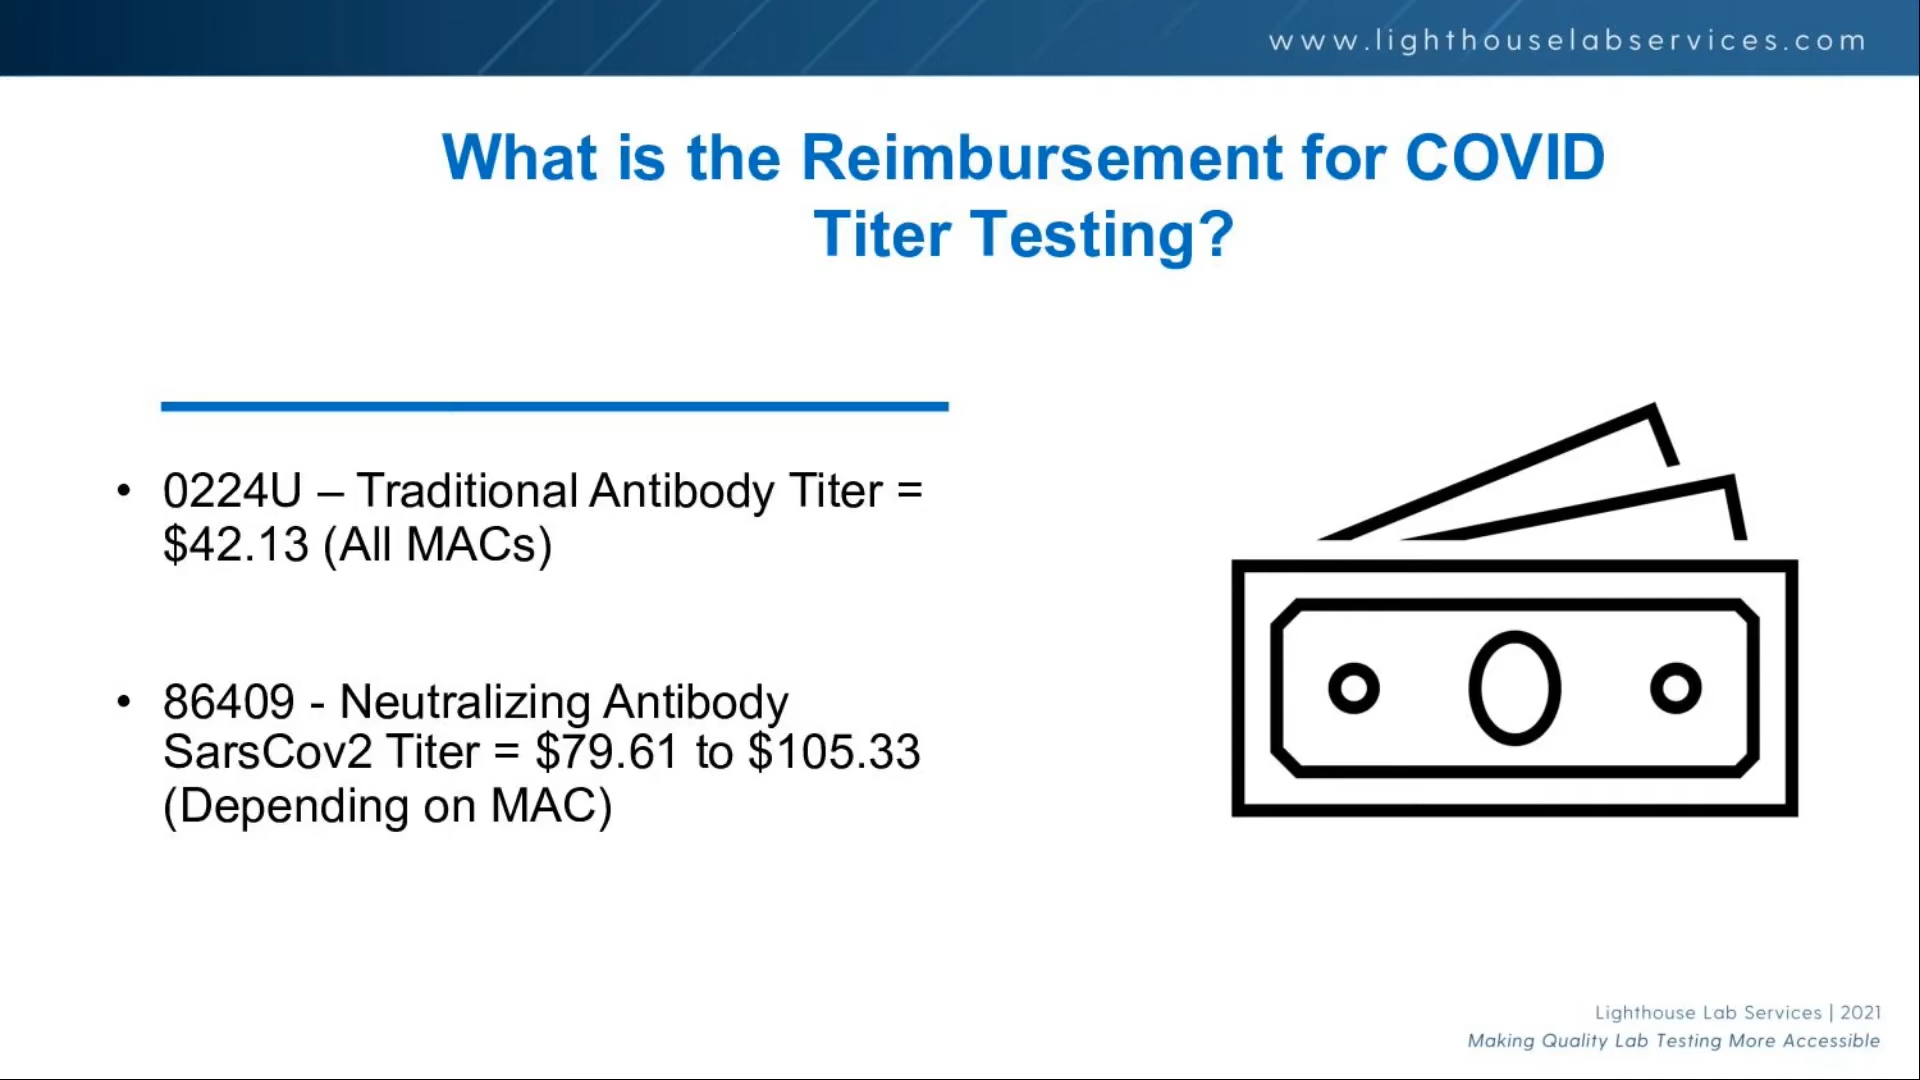 www.lighthouselabservices.com
What is the Reimbursement for COVID
Titer Testing?
• 0224U – Traditional Antibody Titer =
$42.13 (All MACs)
• 86409 - Neutralizing Antibody
SarsCov2 Titer = $79.61 to $105.33
(Depending on MAC)
Lighthouse Lab Services | 2021
Making Quality Lab Testing More Accessible